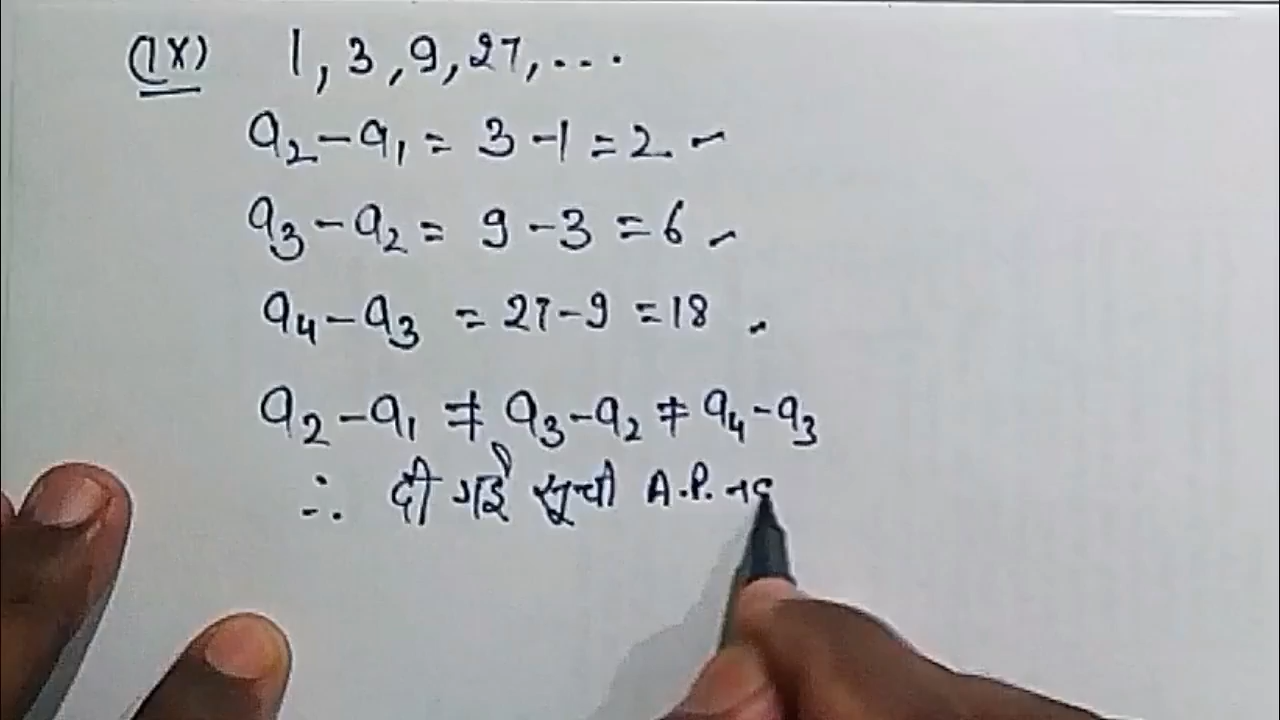 (IX) 1, 3, 9, 27, ...
a₂-a₁ = 3-1 = 2
a₃-a₂ = 9-3 = 6
a₄-a₃ = 27-9 = 18
a₂-a₁ ≠ a₃-a₂ ≠ a₄-a₃
∴ दी गई सूची A.P.